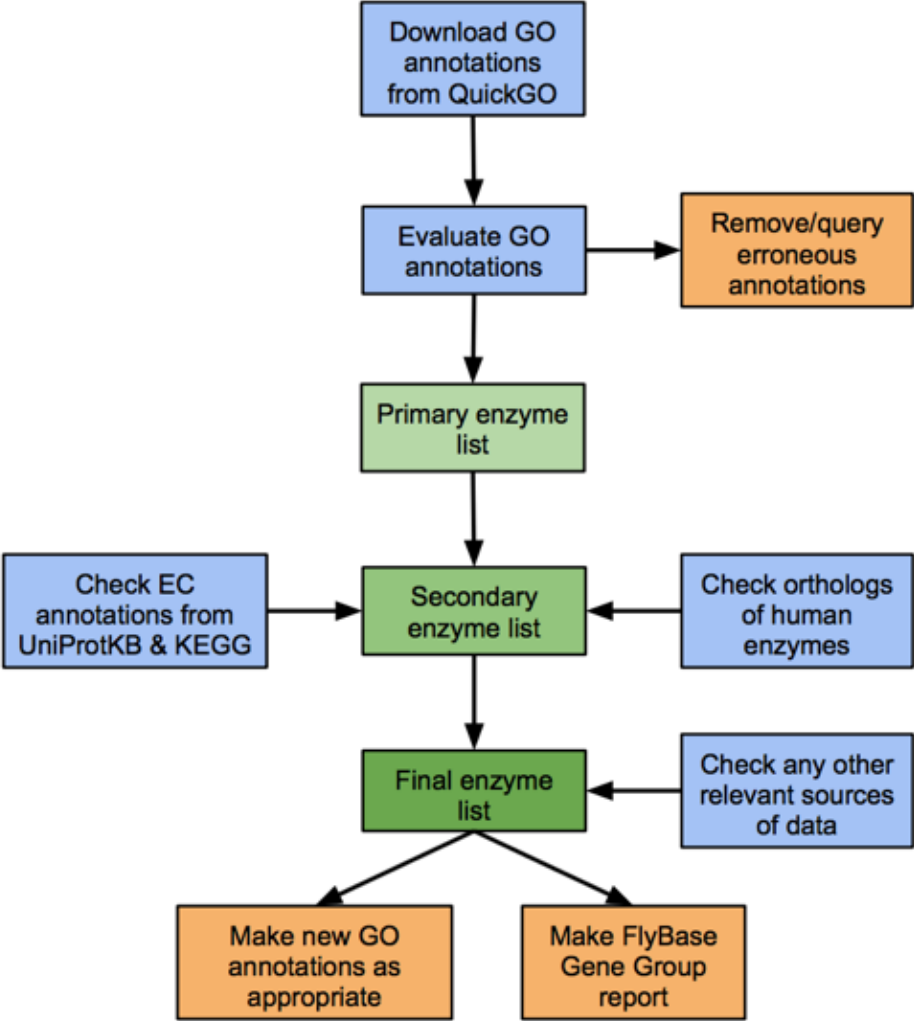 Download GO
annotations
from QuickGO
Evaluate GO
annotations
Remove/query
erroneous
annotations
Primary enzyme
list
Check EC
annotations from
UniProtKB & KEGG
Secondary
enzyme list
Check orthologs
of human
enzymes
Final enzyme
list
Check any other
relevant sources
of data
Make new GO
annotations as
appropriate
Make FlyBase
Gene Group
report